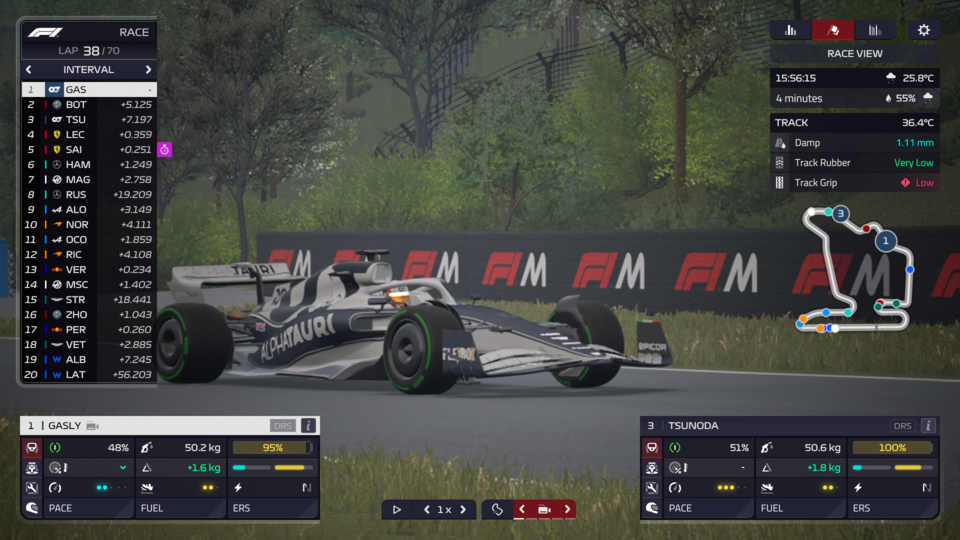 F1 RACE
LAP 38/70
INTERVAL
1 GAS -
2 BOT +5.125
3 TSU +7.197
4 LEC +0.359
5 SAI +0.251
6 HAM +1.249
7 MAG +2.758
8 RUS +19.209
9 ALO +3.149
10 NOR +4.111
11 OCO +1.859
12 RIC +4.108
13 VER +0.234
14 MSC +1.402
15 STR +18.441
16 ZHO +1.043
17 PER +0.260
18 VET +2.885
19 ALB +7.245
20 LAT +56.203
RACE VIEW
15:56:15 25.8°C
4 minutes 55%
TRACK 36.4°C
Damp 1.11 mm
Track Rubber Very Low
Track Grip Low
3
1
F1M F1M F1M F1M F1M F1M
TAURI
ALPHATAURI
EPICOR
1 GASLY DRS i
48% 50.2 kg 95%
+1.6 kg
N
PACE FUEL ERS
1x
3 TSUNODA DRS i
51% 50.6 kg 100%
- +1.8 kg
N
PACE FUEL ERS